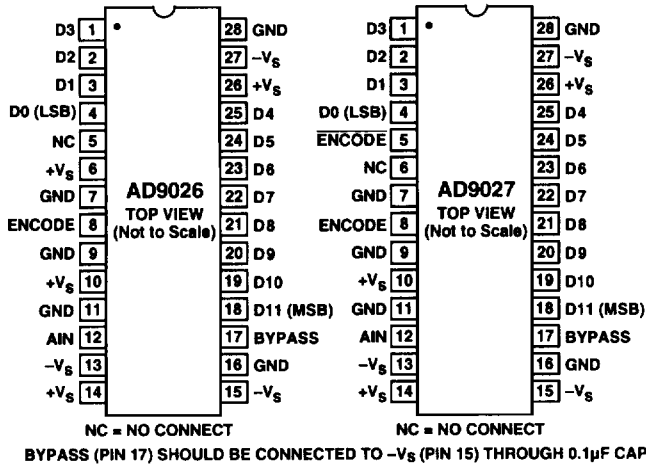 D3 1 28 GND
D2 2 27 –VS
D1 3 26 +VS
D0 (LSB) 4 25 D4
NC 5 24 D5
+VS 6 23 D6
GND 7 22 D7
ENCODE 8 21 D8
GND 9 20 D9
+VS 10 19 D10
GND 11 18 D11 (MSB)
AIN 12 17 BYPASS
–VS 13 16 GND
+VS 14 15 –VS
AD9026
TOP VIEW
(Not to Scale)
NC = NO CONNECT
D3 1 28 GND
D2 2 27 –VS
D1 3 26 +VS
D0 (LSB) 4 25 D4
ENCODE 5 24 D5
NC 6 23 D6
GND 7 22 D7
ENCODE 8 21 D8
GND 9 20 D9
+VS 10 19 D10
GND 11 18 D11 (MSB)
AIN 12 17 BYPASS
–VS 13 16 GND
+VS 14 15 –VS
AD9027
TOP VIEW
(Not to Scale)
NC = NO CONNECT
BYPASS (PIN 17) SHOULD BE CONNECTED TO –VS (PIN 15) THROUGH 0.1µF CAP